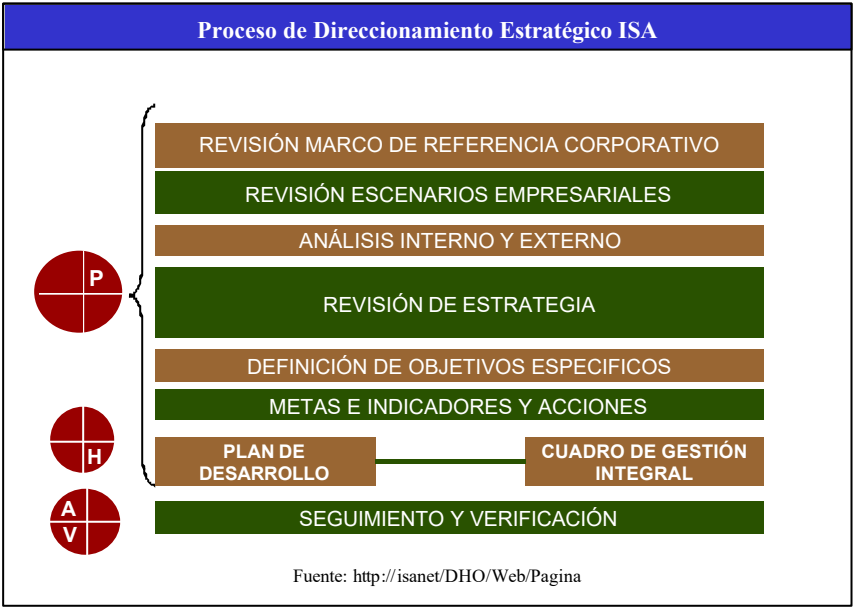 Proceso de Direccionamiento Estratégico ISA
REVISIÓN MARCO DE REFERENCIA CORPORATIVO
REVISIÓN ESCENARIOS EMPRESARIALES
ANÁLISIS INTERNO Y EXTERNO
P
REVISIÓN DE ESTRATEGIA
DEFINICIÓN DE OBJETIVOS ESPECIFICOS
METAS E INDICADORES Y ACCIONES
H
PLAN DE
DESARROLLO
CUADRO DE GESTIÓN
INTEGRAL
A
V
SEGUIMIENTO Y VERIFICACIÓN
Fuente: http://isanet/DHO/Web/Pagina